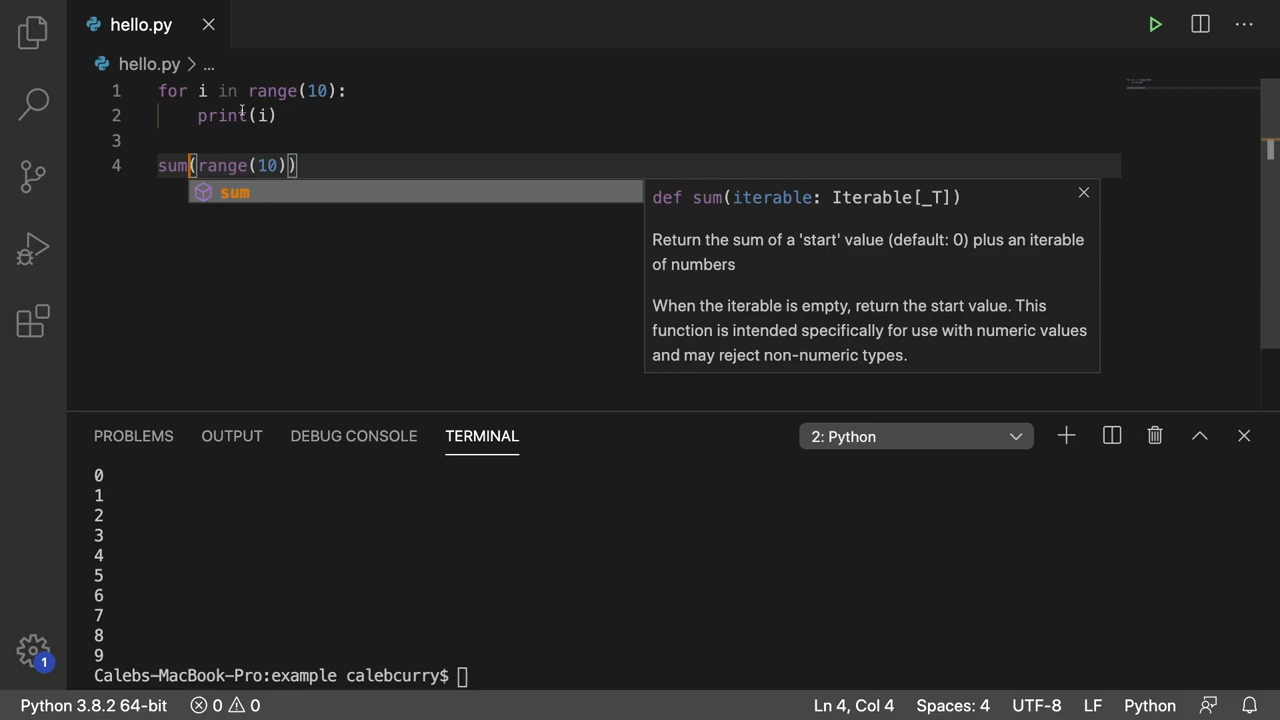 hello.py
hello.py > ...
1 for i in range(10):
2     print(i)
3
4 sum(range(10))
sum
def sum(iterable: Iterable[_T])
Return the sum of a 'start' value (default: 0) plus an iterable
of numbers
When the iterable is empty, return the start value. This
function is intended specifically for use with numeric values
and may reject non-numeric types.
PROBLEMS OUTPUT DEBUG CONSOLE TERMINAL 2: Python
0
1
2
3
4
5
6
7
8
9
Calebs-MacBook-Pro:example calebcurry$
1
Python 3.8.2 64-bit 0 0 Ln 4, Col 4 Spaces: 4 UTF-8 LF Python